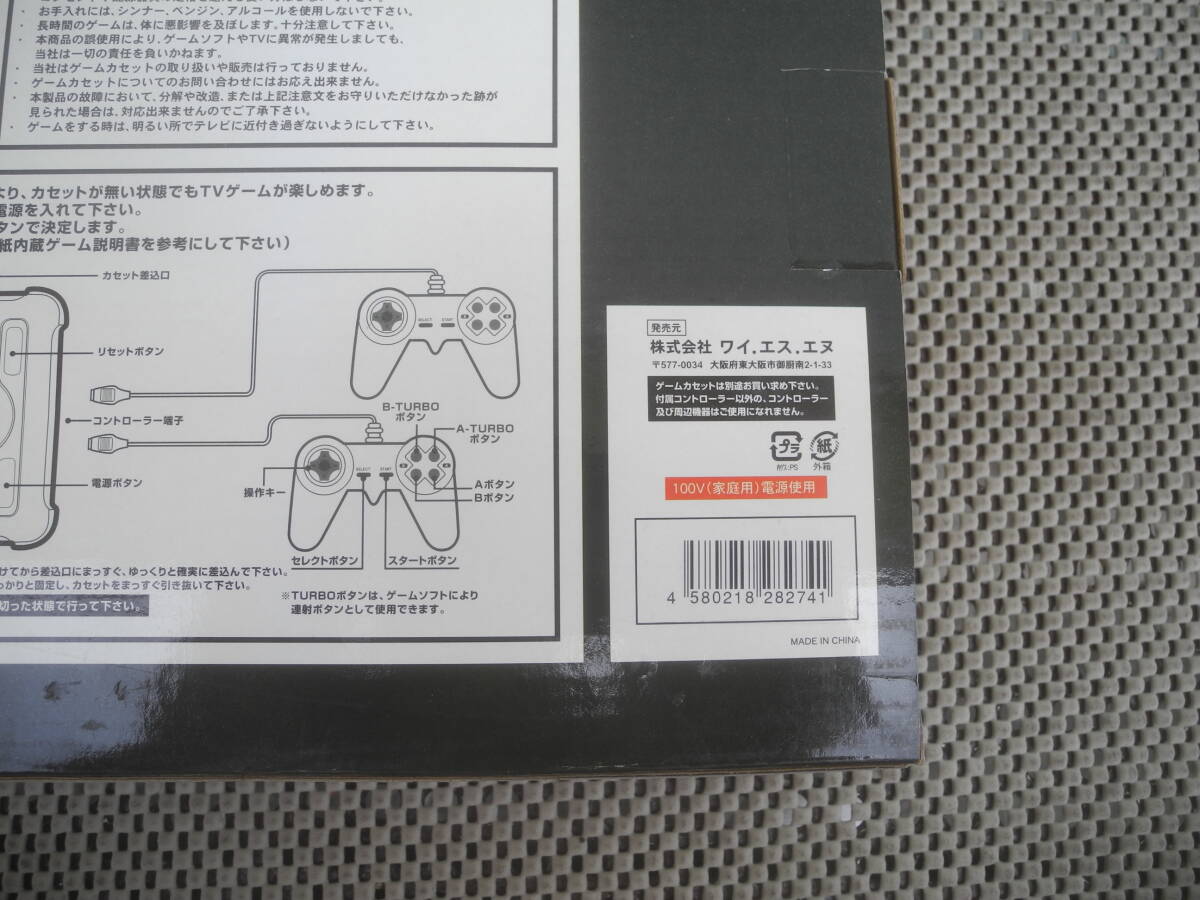 お手入れには、シンナー、ベンジン、アルコールを使用しないで下さい。
・ 長時間のゲームは、体に悪影響を及ぼします。十分注意して下さい。
・ 本商品の誤使用により、ゲームソフトやTVに異常が発生しましても、
当社は一切の責任を負いかねます。
・ 当社はゲームカセットの取り扱いや販売は行っておりません。
・ ゲームカセットについてのお問い合わせにはお応え出来ません。
・ 本製品の故障において、分解や改造、または上記注意文をお守りいただけなかった跡が
見られた場合は、対応出来ませんのでご了承下さい。
・ ゲームをする時は、明るい所でテレビに近付き過ぎないようにして下さい。
より、カセットが無い状態でもTVゲームが楽しめます。
電源を入れて下さい。
タンで決定します。
紙内蔵ゲーム説明書を参考にして下さい）
カセット差込口
リセットボタン
コントローラー端子
電源ボタン
SELECT START
B-TURBO
ボタン
A-TURBO
ボタン
操作キー
SELECT START
Aボタン
Bボタン
セレクトボタン
スタートボタン
けてから差込口にまっすぐ、ゆっくりと確実に差込んで下さい。
っかりと固定し、カセットをまっすぐ引き抜いて下さい。
切った状態で行って下さい。
※TURBOボタンは、ゲームソフトにより
連射ボタンとして使用できます。
発売元
株式会社 ワイ.エス.エヌ
〒577-0034 大阪府東大阪市御厨南2-1-33
ゲームカセットは別途お買い求め下さい。
付属コントローラー以外の、コントローラー
及び周辺機器はご使用になれません。
プラ 紙
カップ:PS 外箱
100V（家庭用）電源使用
4 580218 282741
MADE IN CHINA